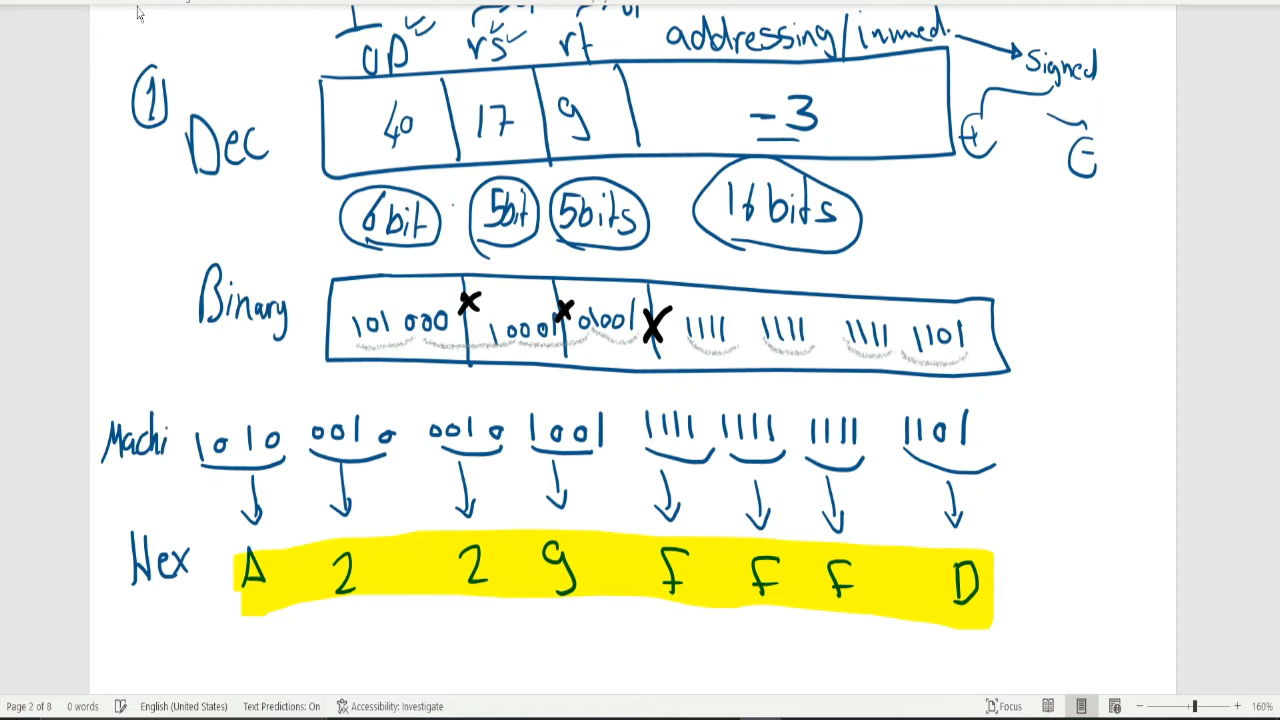 I
op rs rt addressing/immed.
Signed
①
Dec 40 17 9 -3 + -
6bit 5bit 5bits 16bits
Binary 101 000 10001 01001 1111 1111 1111 1101
Machi 1010 0010 0010 1001 1111 1111 1111 1101
Hex A 2 2 9 F F F D
Page 2 of 8 0 words English (United States) Text Predictions: On Accessibility: Investigate Focus 160%